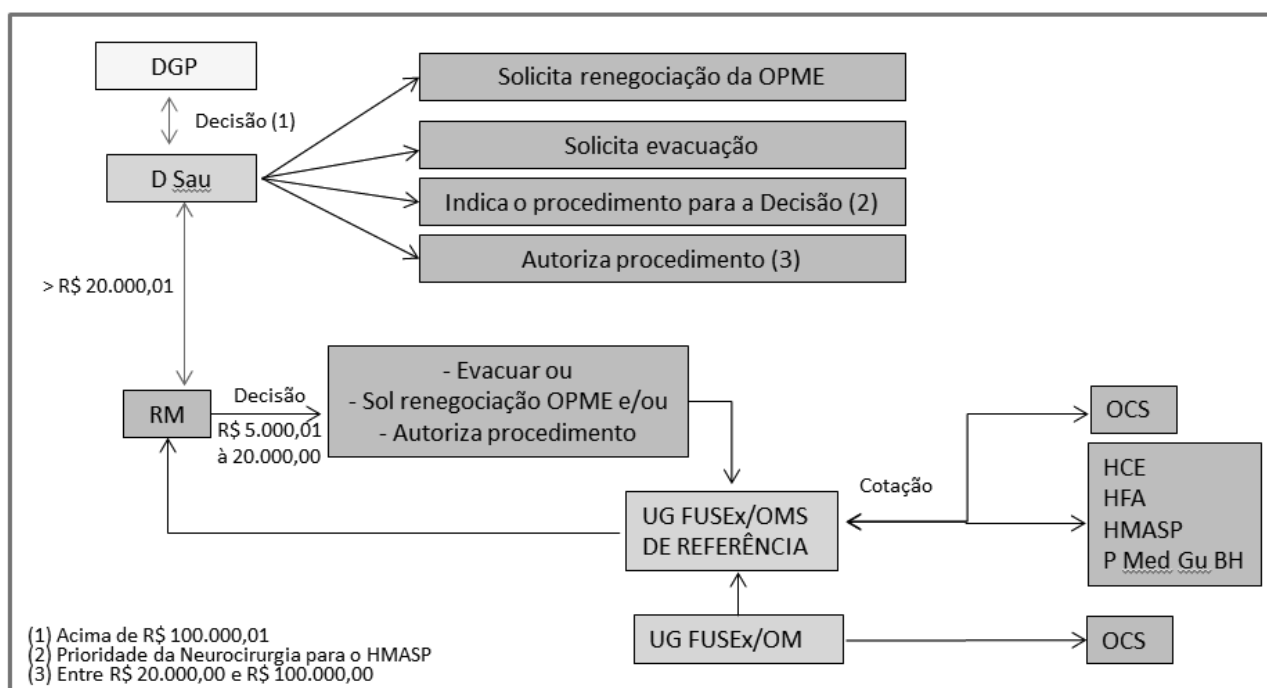 DGP
Decisão (1)
D Sau
Solicita renegociação da OPME
Solicita evacuação
Indica o procedimento para a Decisão (2)
Autoriza procedimento (3)
> R$ 20.000,01
RM
Decisão
R$ 5.000,01
à 20.000,00
- Evacuar ou
- Sol renegociação OPME e/ou
- Autoriza procedimento
UG FUSEx/OMS
DE REFERÊNCIA
Cotação
OCS
HCE
HFA
HMASP
P Med Gu BH
UG FUSEx/OM
OCS
(1) Acima de R$ 100.000,01
(2) Prioridade da Neurocirurgia para o HMASP
(3) Entre R$ 20.000,00 e R$ 100.000,00